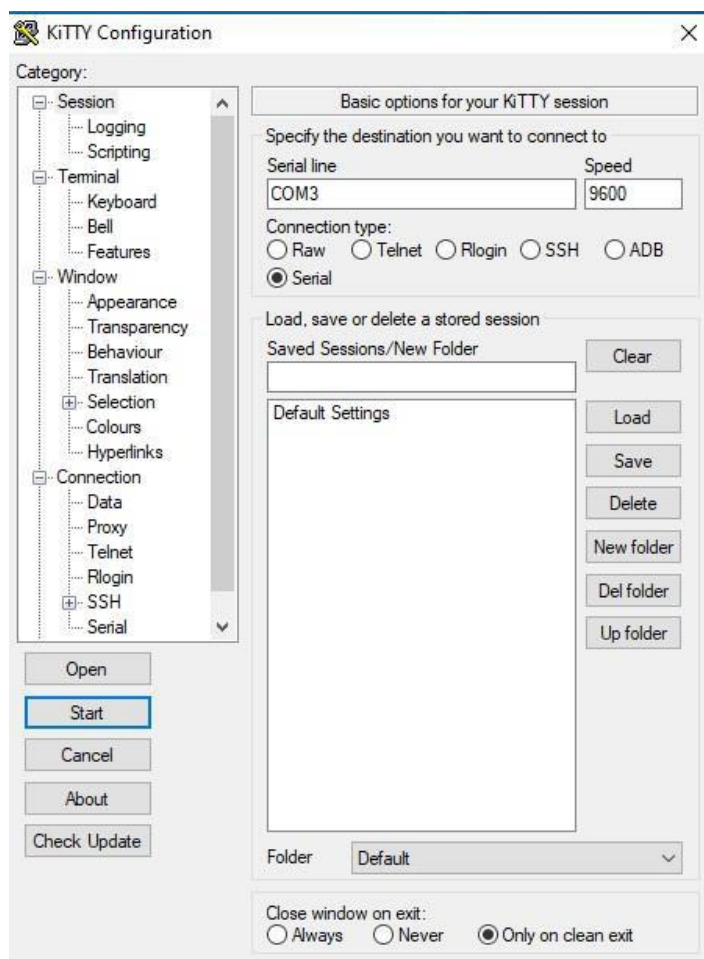 KiTTY Configuration
Category:
Session
Logging
Scripting
Terminal
Keyboard
Bell
Features
Window
Appearance
Transparency
Behaviour
Translation
Selection
Colours
Hyperlinks
Connection
Data
Proxy
Telnet
Rlogin
SSH
Serial
Open
Start
Cancel
About
Check Update
Basic options for your KiTTY session
Specify the destination you want to connect to
Serial line Speed
COM3 9600
Connection type:
Raw Telnet Rlogin SSH ADB
Serial
Load, save or delete a stored session
Saved Sessions/New Folder
Clear
Default Settings
Load
Save
Delete
New folder
Del folder
Up folder
Folder Default
Close window on exit:
Always Never Only on clean exit